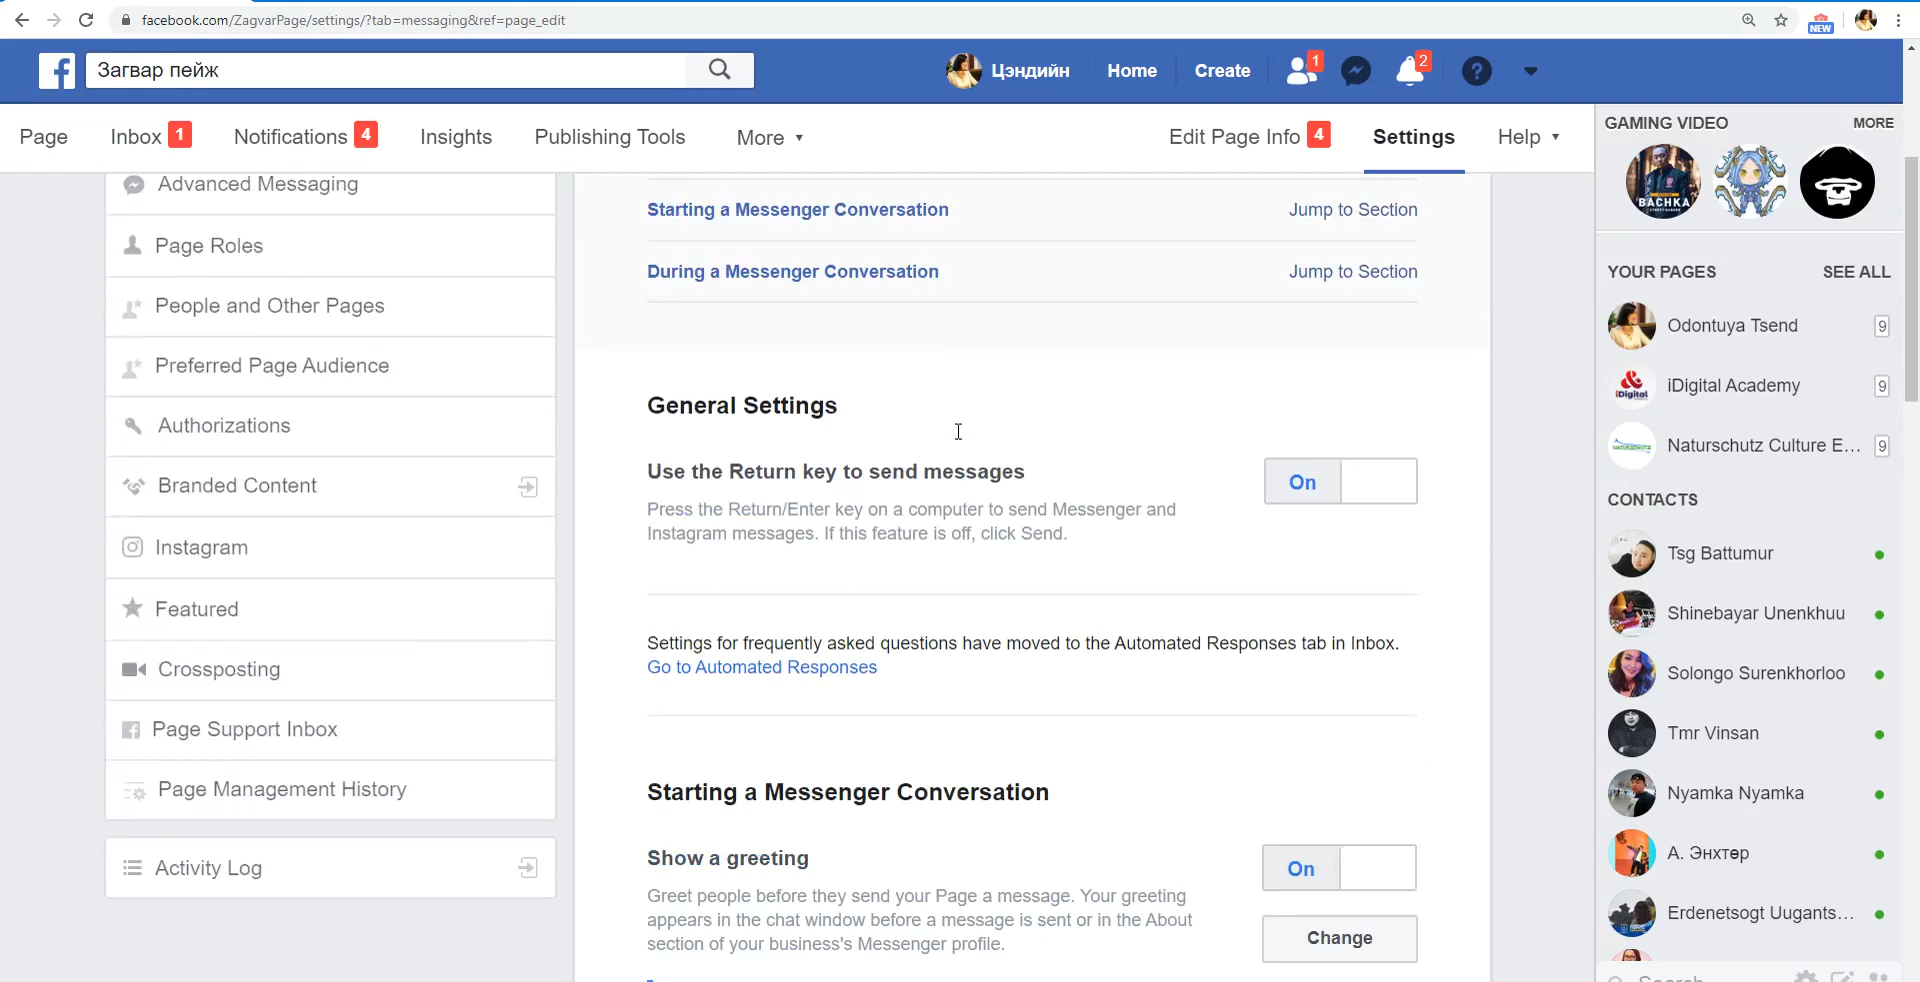 facebook.com/ZagvarPage/settings/?tab=messaging&ref=page_edit
NEW
Загвар пейж
Цэндийн
Home
Create
1
2
Page
Inbox 1
Notifications 4
Insights
Publishing Tools
More
Edit Page Info 4
Settings
Help
Advanced Messaging
Page Roles
People and Other Pages
Preferred Page Audience
Authorizations
Branded Content
Instagram
Featured
Crossposting
Page Support Inbox
Page Management History
Activity Log
Starting a Messenger Conversation
Jump to Section
During a Messenger Conversation
Jump to Section
General Settings
Use the Return key to send messages
On
Press the Return/Enter key on a computer to send Messenger and
Instagram messages. If this feature is off, click Send.
Settings for frequently asked questions have moved to the Automated Responses tab in Inbox.
Go to Automated Responses
Starting a Messenger Conversation
Show a greeting
On
Greet people before they send your Page a message. Your greeting
appears in the chat window before a message is sent or in the About
section of your business's Messenger profile.
Change
GAMING VIDEO
MORE
BACHKA
YOUR PAGES
SEE ALL
Odontuya Tsend
9
iDigital
iDigital Academy
9
Naturschutz Culture E...
9
CONTACTS
Tsg Battumur
Shinebayar Unenkhuu
Solongo Surenkhorloo
Tmr Vinsan
Nyamka Nyamka
А. Энхтөр
Erdenetsogt Uugants...
Search